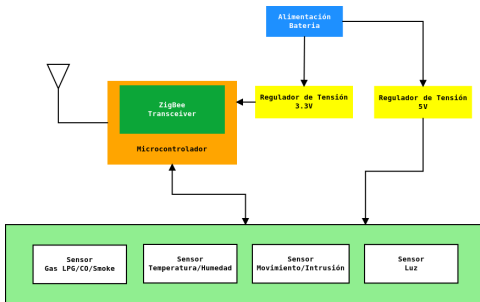 Alimentación
Bateria
ZigBee
Transceiver
Microcontrolador
Regulador de Tensión
3.3V
Regulador de Tensión
5V
Sensor
Gas LPG/CO/Smoke
Sensor
Temperatura/Humedad
Sensor
Movimiento/Intrusión
Sensor
Luz